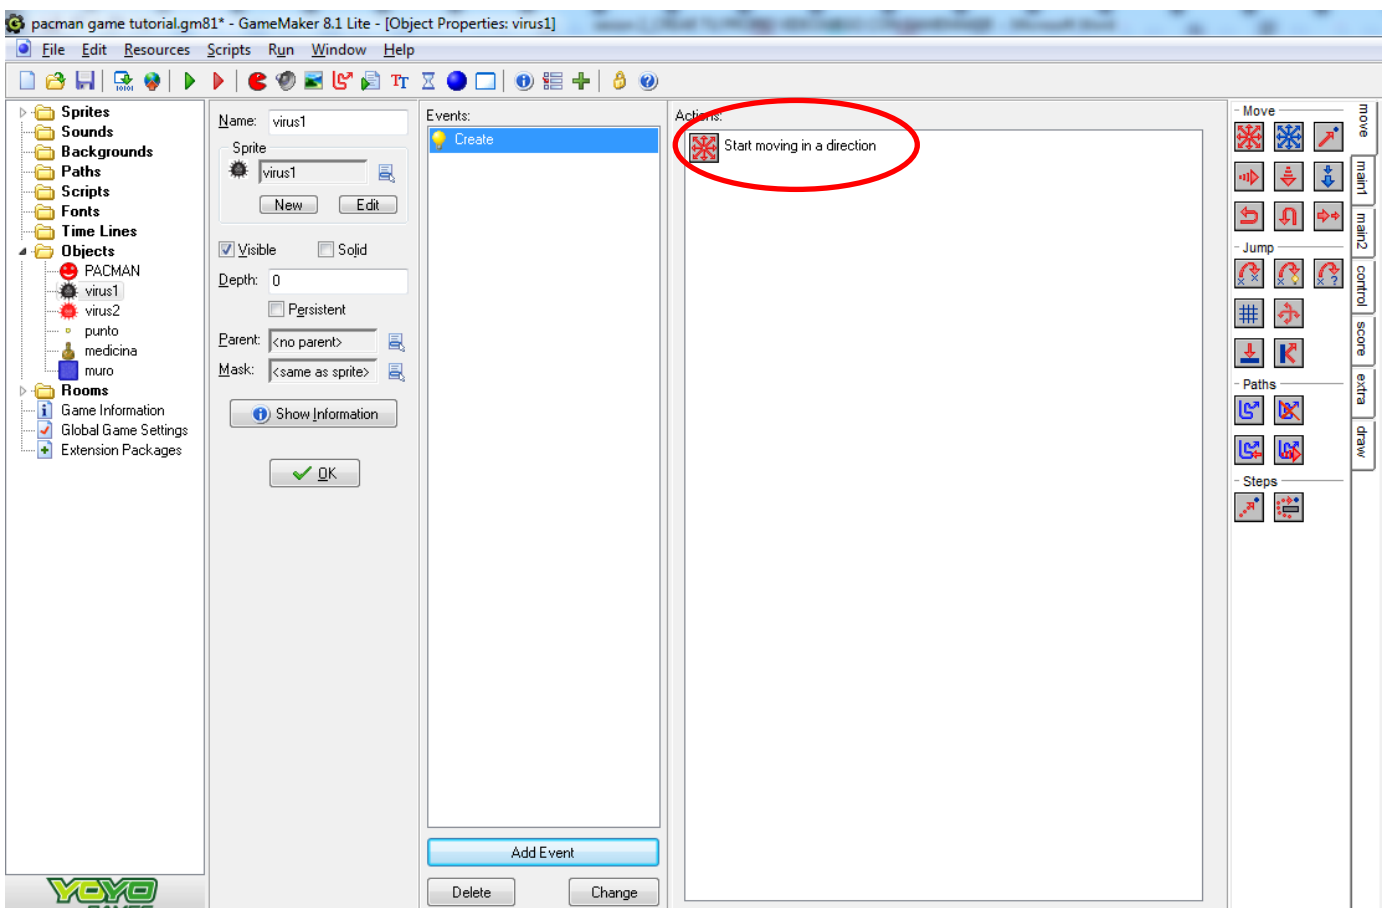 pacman game tutorial.gm81* - GameMaker 8.1 Lite - [Object Properties: virus1]
File Edit Resources Scripts Run Window Help
Sprites
Sounds
Backgrounds
Paths
Scripts
Fonts
Time Lines
Objects
PACMAN
virus1
virus2
punto
medicina
muro
Rooms
Game Information
Global Game Settings
Extension Packages
YOYO
GAMES
Name: virus1
Sprite
virus1
New Edit
Visible Solid
Depth: 0
Persistent
Parent: <no parent>
Mask: <same as sprite>
Show Information
OK
Events:
Create
Add Event
Delete Change
Actions:
Start moving in a direction
Move
Jump
Paths
Steps
move
main1
main2
control
score
extra
draw